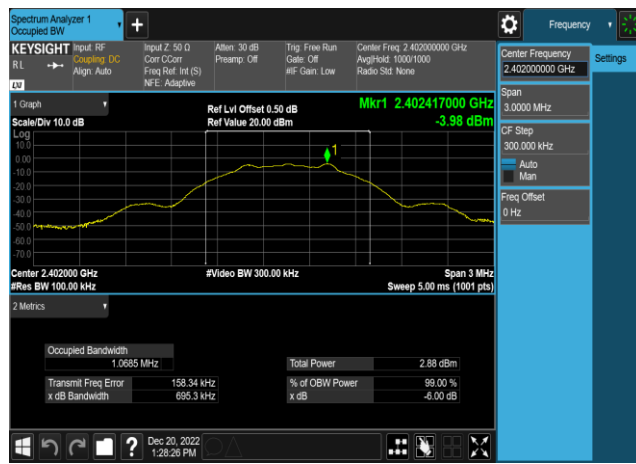 Spectrum Analyzer 1
Occupied BW
Frequency
KEYSIGHT
RL
LXI
Input: RF
Coupling: DC
Align: Auto
Input Z: 50 Ω
Corr CCorr
Freq Ref: Int (S)
NFE: Adaptive
Atten: 30 dB
Preamp: Off
Trig: Free Run
Gate: Off
#IF Gain: Low
Center Freq: 2.402000000 GHz
Avg|Hold: 1000/1000
Radio Std: None
Center Frequency
2.402000000 GHz
Settings
Span
3.0000 MHz
CF Step
300.000 kHz
Auto
Man
Freq Offset
0 Hz
1 Graph
Scale/Div 10.0 dB
Ref Lvl Offset 0.50 dB
Ref Value 20.00 dBm
Mkr1 2.402417000 GHz
-3.98 dBm
Log
10.0
0.00
-10.0
-20.0
-30.0
-40.0
-50.0
-60.0
-70.0
1
Center 2.402000 GHz
#Video BW 300.00 kHz
Span 3 MHz
#Res BW 100.00 kHz
Sweep 5.00 ms (1001 pts)
2 Metrics
Occupied Bandwidth
1.0685 MHz
Total Power 2.88 dBm
Transmit Freq Error 158.34 kHz
% of OBW Power 99.00 %
x dB Bandwidth 695.3 kHz
x dB -6.00 dB
Dec 20, 2022
1:28:26 PM